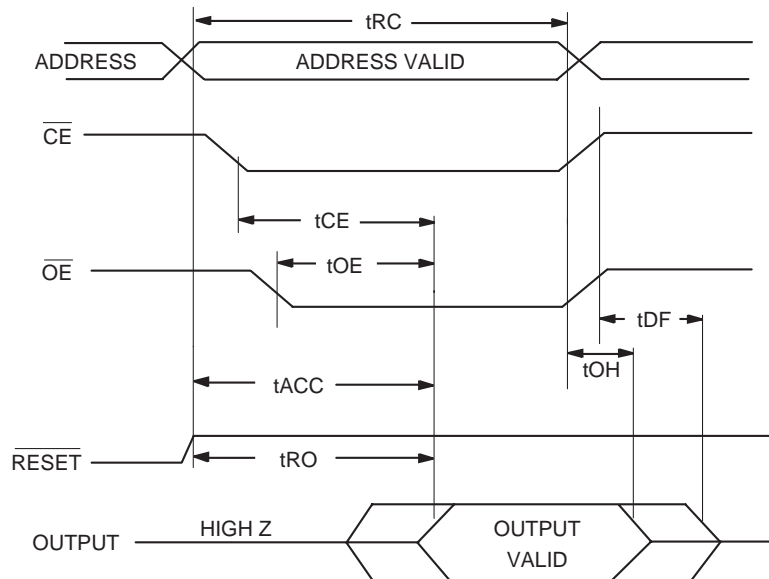 tRC
ADDRESS
ADDRESS VALID
CE
tCE
tOE
OE
tDF
tOH
tACC
RESET
tRO
OUTPUT
HIGH Z
OUTPUT
VALID